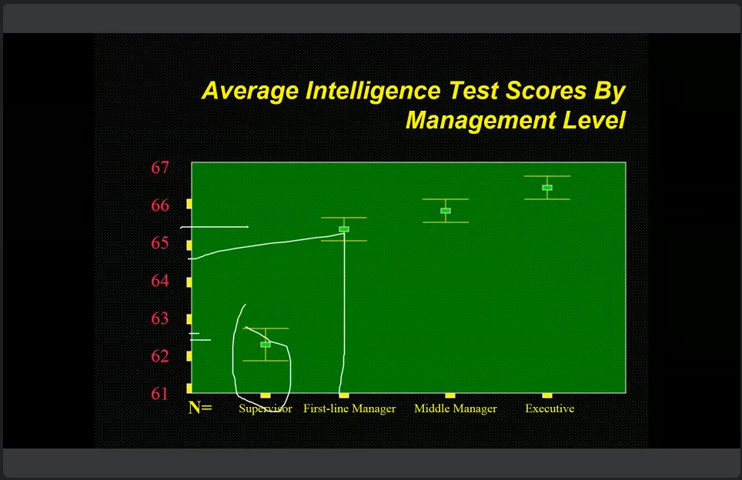 Average Intelligence Test Scores By
Management Level
67
66
65
64
63
62
61
N= Supervisor First-line Manager Middle Manager Executive